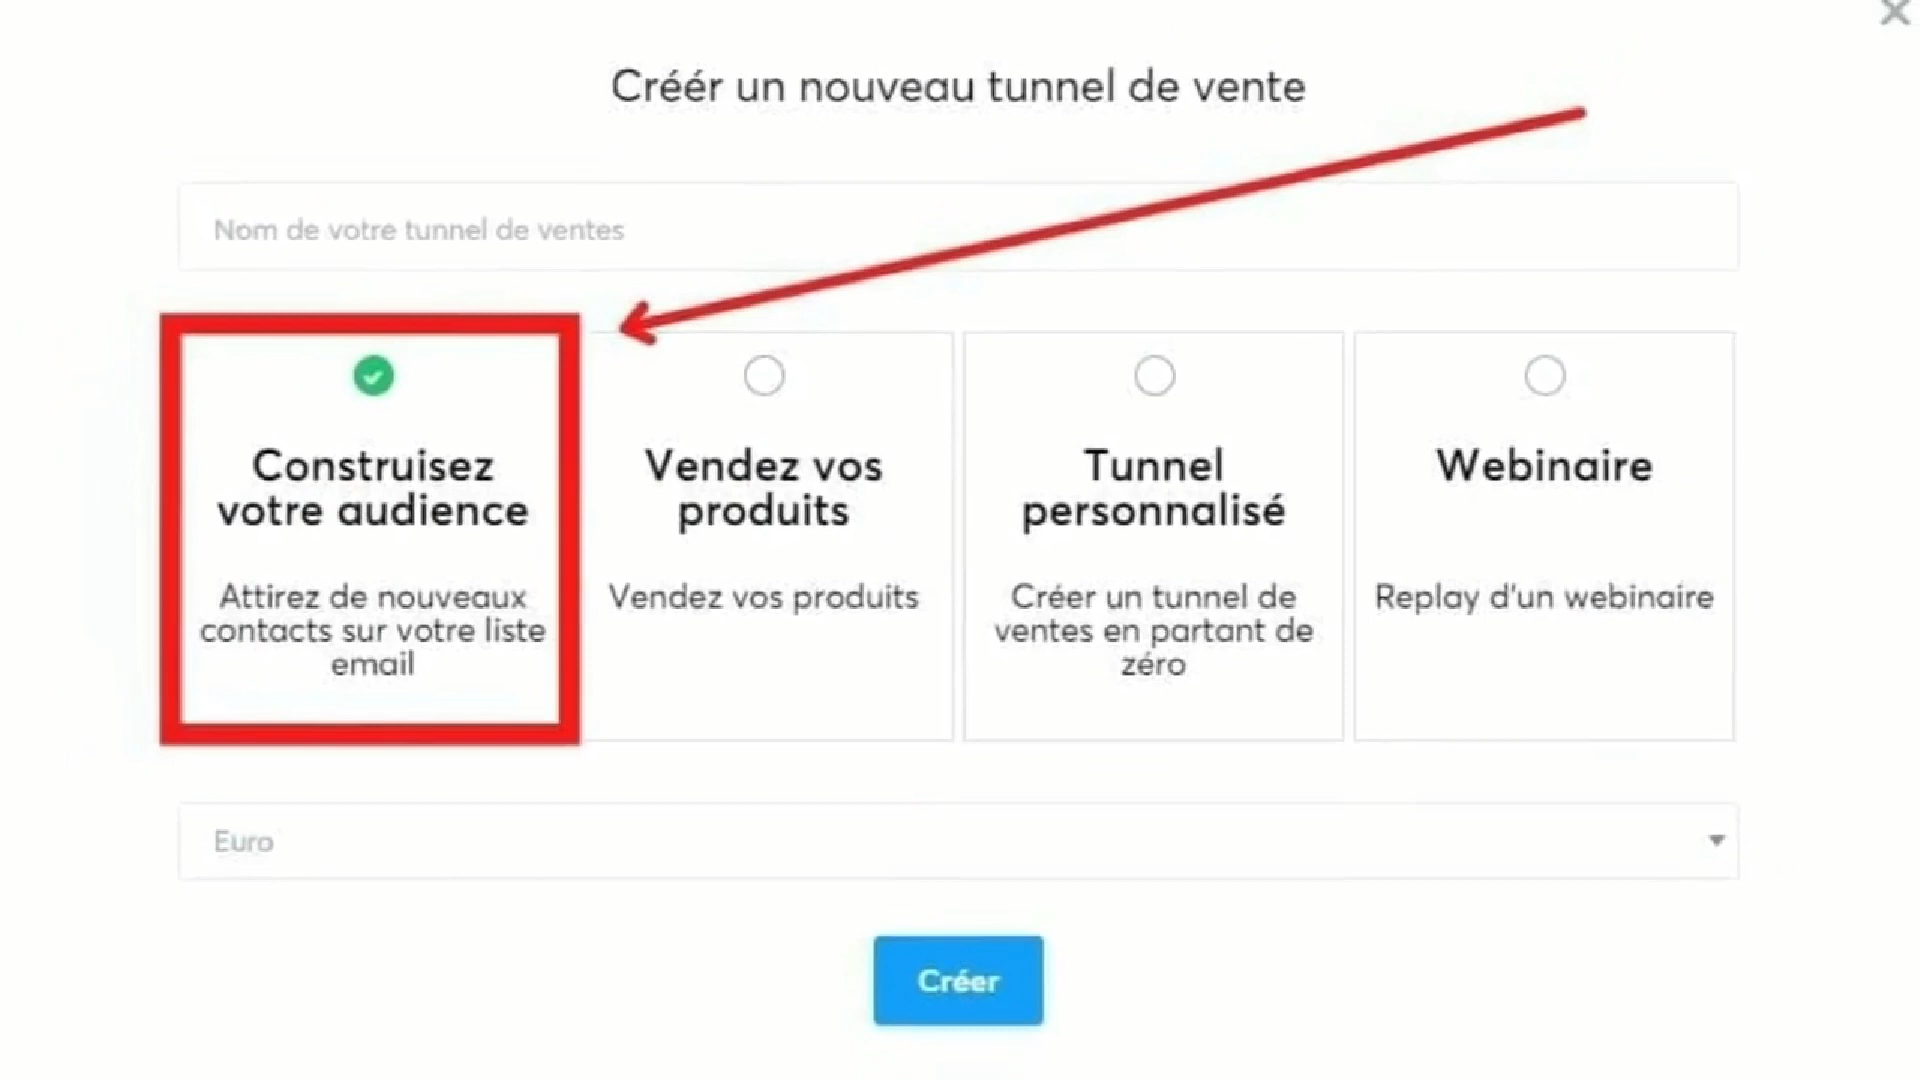 Créér un nouveau tunnel de vente
Nom de votre tunnel de ventes
Construisez
votre audience
Attirez de nouveaux
contacts sur votre liste
email
Vendez vos
produits
Vendez vos produits
Tunnel
personnalisé
Créer un tunnel de
ventes en partant de
zéro
Webinaire
Replay d'un webinaire
Euro
Créer